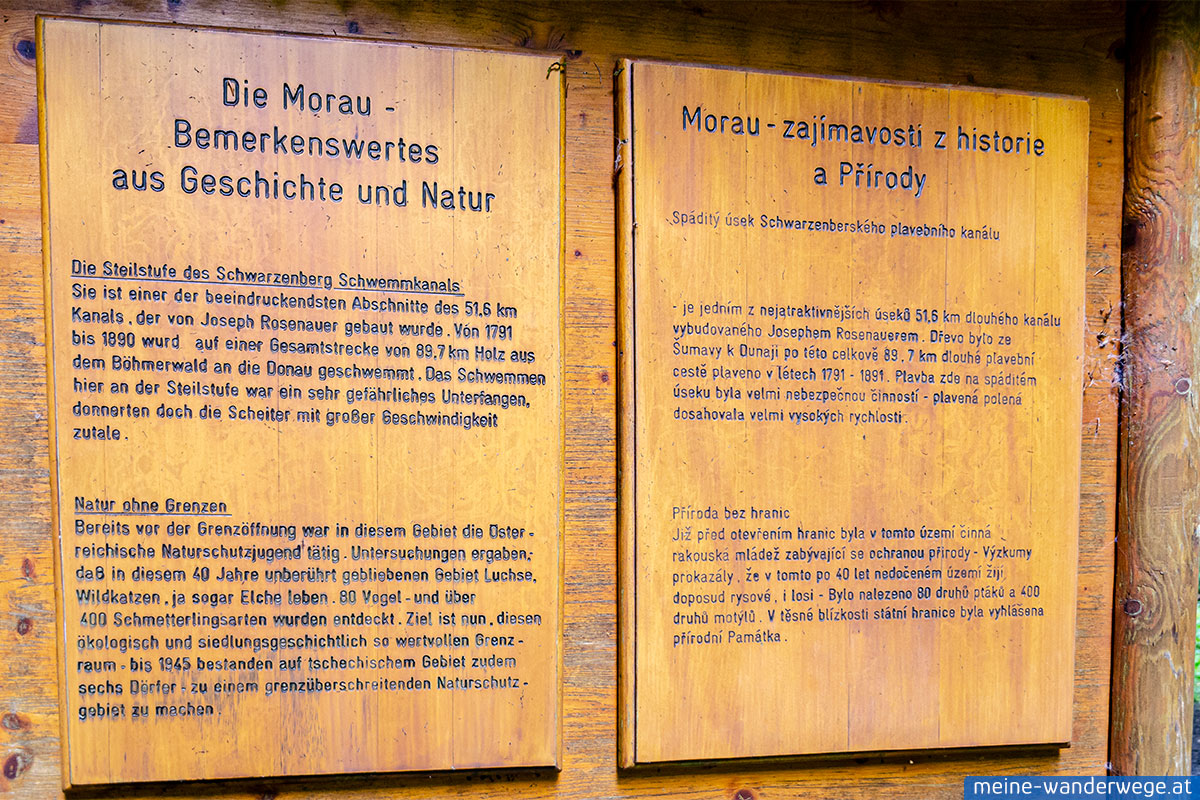 Die Morau -
Bemerkenswertes
aus Geschichte und Natur
Die Steilstufe des Schwarzenberg Schwemmkanals
Sie ist einer der beeindruckendsten Abschnitte des 51,6 km
Kanals, der von Joseph Rosenauer gebaut wurde. Von 1791
bis 1890 wurd auf einer Gesamtstrecke von 89,7 km Holz aus
dem Böhmerwald an die Donau geschwemmt. Das Schwemmen
hier an der Steilstufe war ein sehr gefährliches Unterfangen,
donnerten doch die Scheiter mit großer Geschwindigkeit
zutale.
Natur ohne Grenzen
Bereits vor der Grenzöffnung war in diesem Gebiet die Öster-
reichische Naturschutzjugend tätig. Untersuchungen ergaben,
daß in diesem 40 Jahre unberührt gebliebenen Gebiet Luchse,
Wildkatzen, ja sogar Elche leben. 80 Vogel- und über
400 Schmetterlingsarten wurden entdeckt. Ziel ist nun, diesen
ökologisch und siedlungsgeschichtlich so wertvollen Grenz-
raum - bis 1945 bestanden auf tschechischem Gebiet zudem
sechs Dörfer - zu einem grenzüberschreitenden Naturschutz-
gebiet zu machen.
Morau - zajímavosti z historie
a Přírody
Spáditý úsek Schwarzenberského plavebního kanálu
- je jedním z nejatraktivnějších úseků 51,6 km dlouhého kanálu
vybudovaného Josephem Rosenauerem. Dřevo bylo ze
Šumavy k Dunaji po této celkově 89,7 km dlouhé plavební
cestě plaveno v létech 1791 - 1891. Plavba zde na spáditém
úseku byla velmi nebezpečnou činností - plavená polená
dosahovala velmi vysokých rychlostí.
Příroda bez hranic
Již před otevřením hranic byla v tomto území činná
rakouská mládež zabývající se ochranou přírody - Výzkumy
prokazály, že v tomto po 40 let nedočeném území žijí
doposud rysové, i losi - Bylo nalezeno 80 druhů ptáků a 400
druhů motýlů. V těsné blízkosti státní hranice byla vyhlášena
přírodní Památka.
meine-wanderwege.at